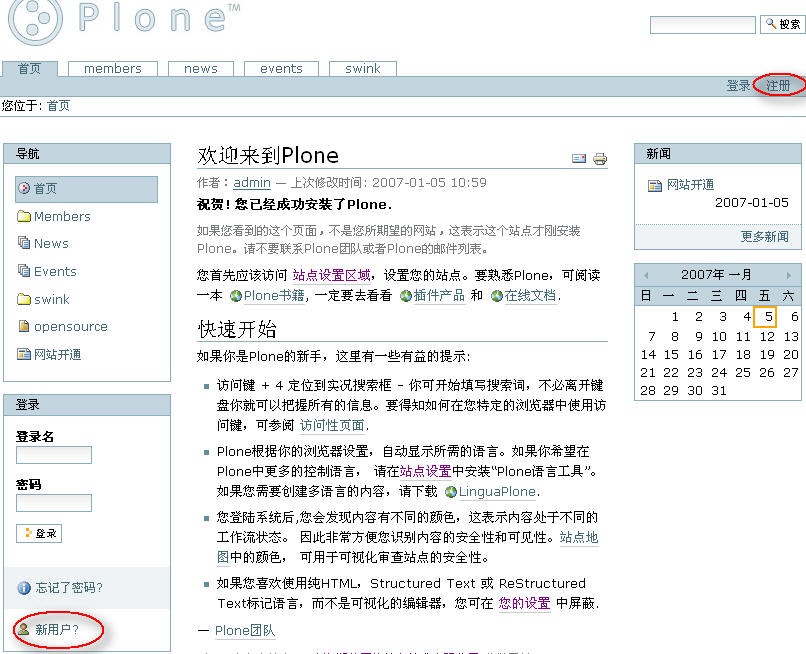 Plone™
搜索
首页 members news events swink
登录 注册
您位于: 首页
导航
首页
Members
News
Events
swink
opensource
网站开通
登录
登录名
密码
登录
忘记了密码?
新用户?
欢迎来到Plone
作者: admin — 上次修改时间: 2007-01-05 10:59
祝贺! 您已经成功安装了Plone.
如果您看到的这个页面,不是您所期望的网站,这表示这个站点才刚安装
Plone。请不要联系Plone团队或者Plone的邮件列表。
您首先应该访问 站点设置区域,设置您的站点。要熟悉Plone，可阅读
一本 Plone书籍, 一定要去看看 插件产品 和 在线文档.
快速开始
如果你是Plone的新手，这里有一些有益的提示:
访问键 + 4 定位到实况搜索框 - 你可开始填写搜索词，不必离开键
盘你就可以把握所有的信息。要得知如何在您特定的浏览器中使用访
问键，可参阅 访问性页面.
Plone根据你的浏览器设置，自动显示所需的语言。如果你希望在
Plone中更多的控制语言， 请在站点设置中安装“Plone语言工具”。
如果您需要创建多语言的内容，请下载 LinguaPlone.
您登陆系统后,您会发现内容有不同的颜色，这表示内容处于不同的
工作流状态。 因此非常方便您识别内容的安全性和可见性。站点地
图中的颜色， 可用于可视化审查站点的安全性。
如果您喜欢使用纯HTML，Structured Text 或 ReStructured
Text标记语言，而不是可视化的编辑器，您可在 您的设置 中屏蔽.
— Plone团队
新闻
网站开通
2007-01-05
更多新闻
2007年 一月
日 一 二 三 四 五 六
1 2 3 4 5 6
7 8 9 10 11 12 13
14 15 16 17 18 19 20
21 22 23 24 25 26 27
28 29 30 31